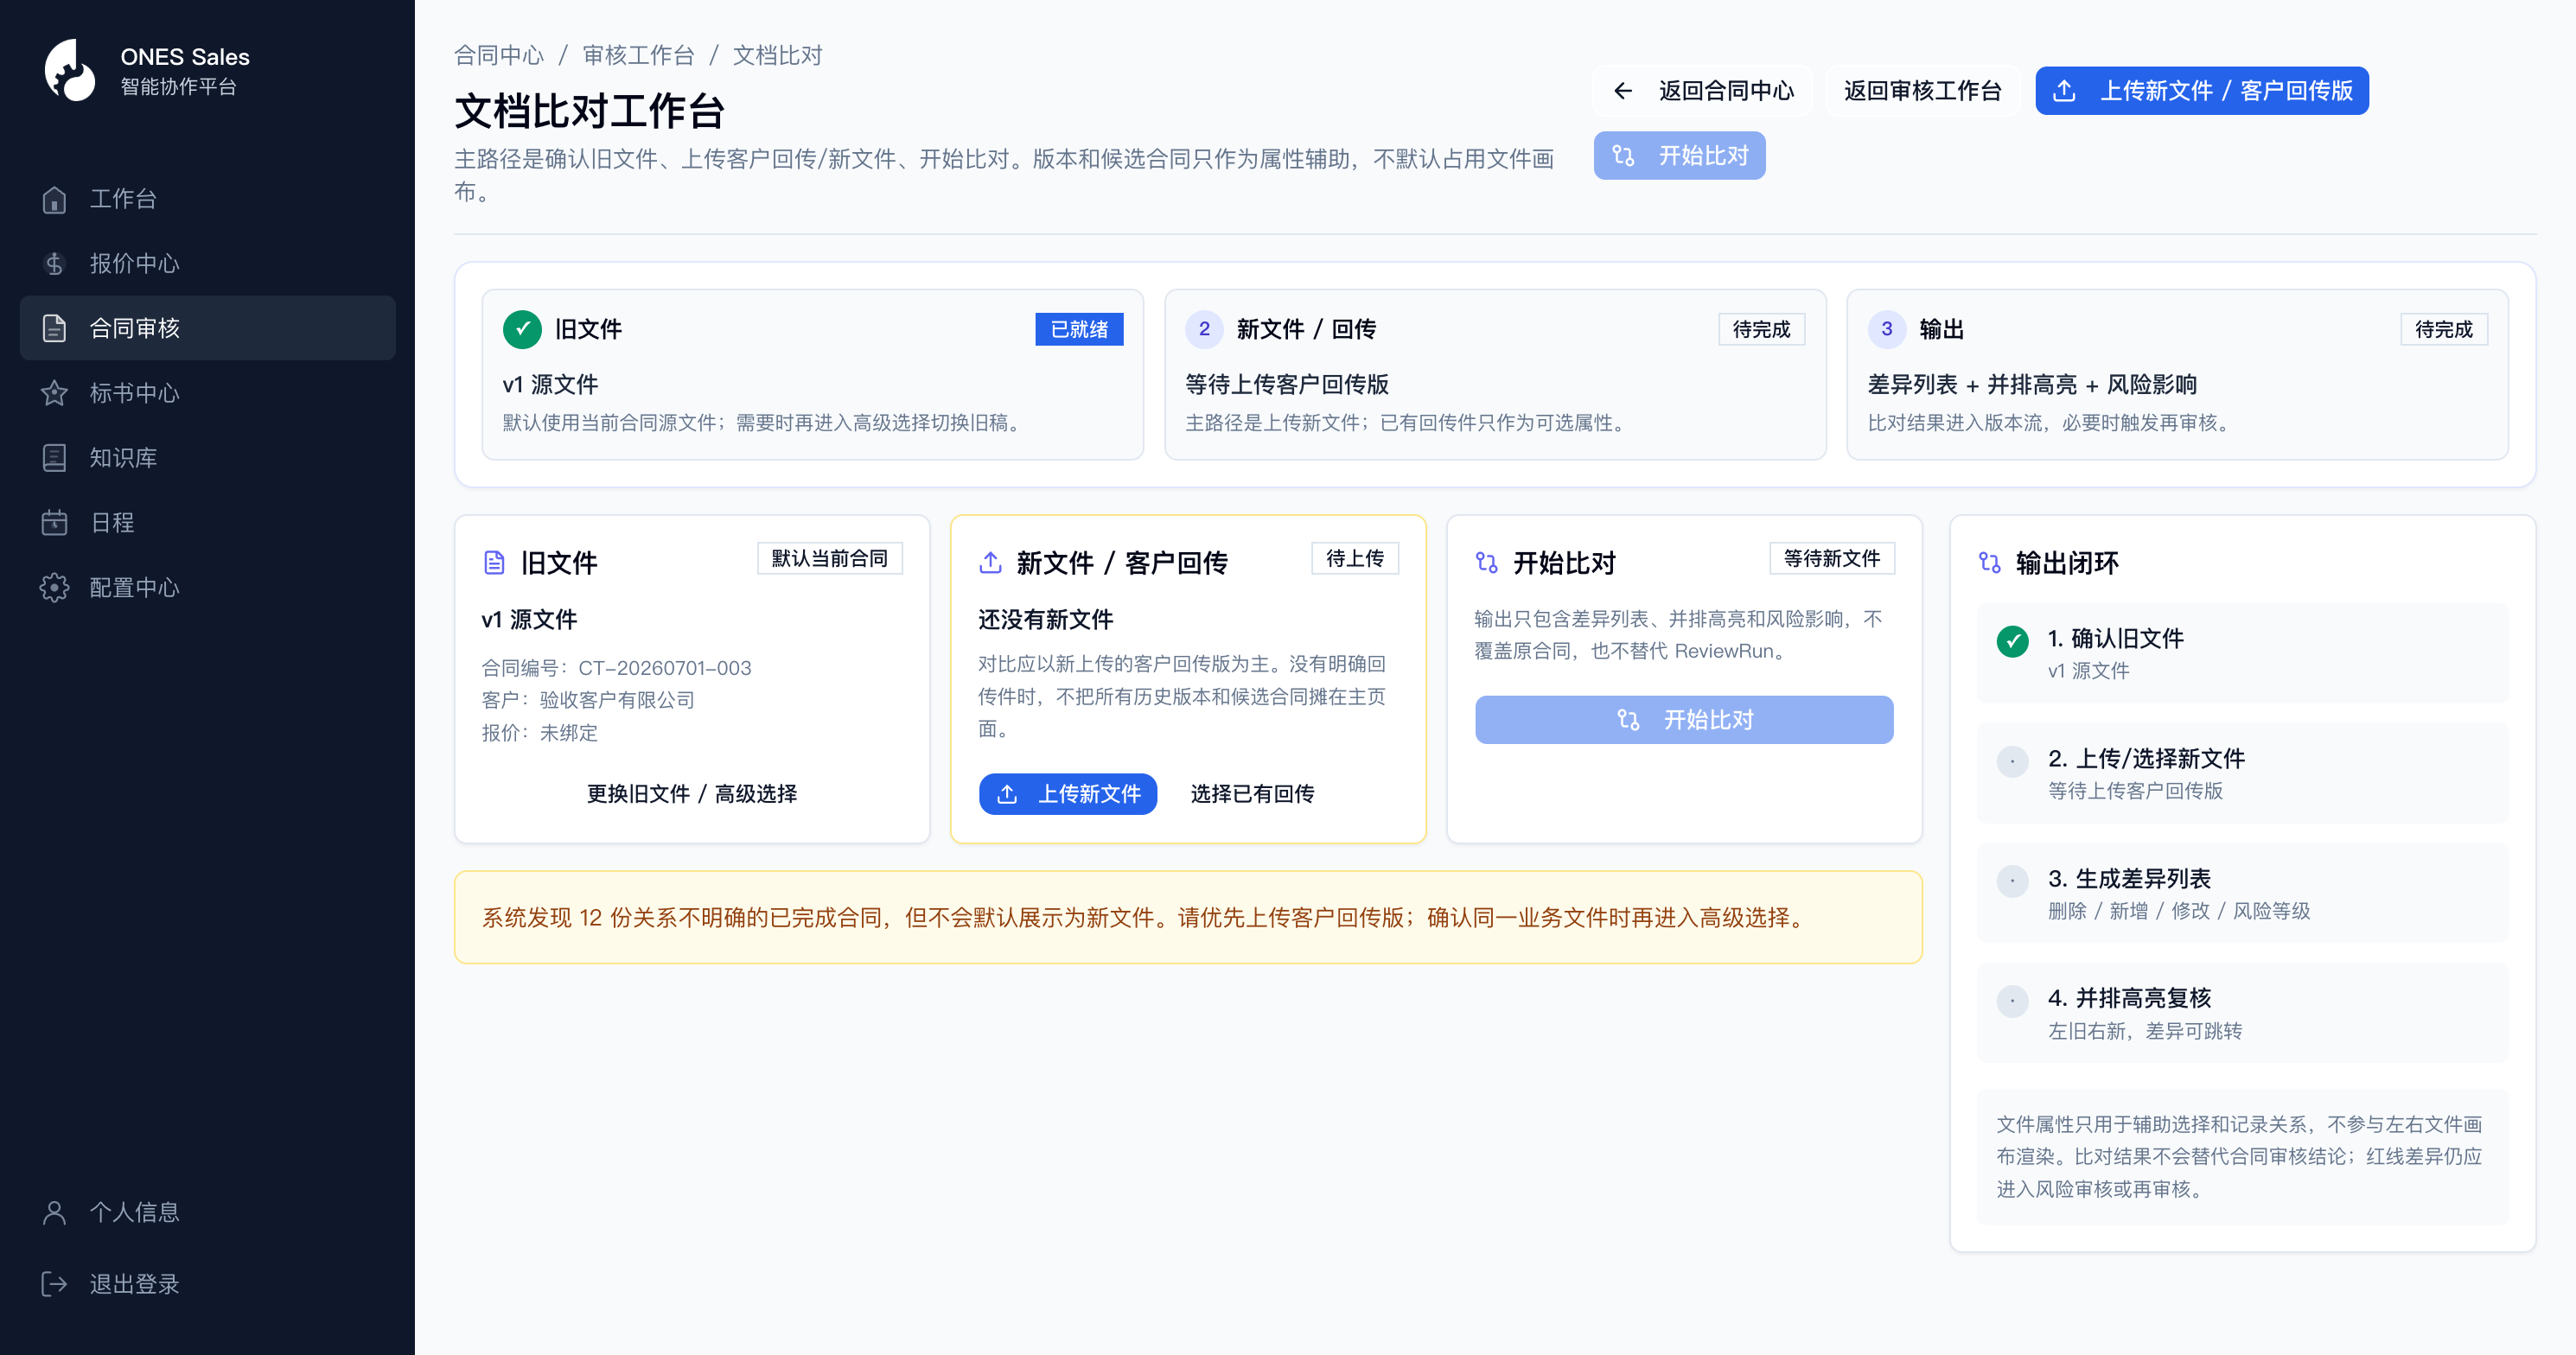 ONES Sales
智能协作平台
工作台
报价中心
合同审核
标书中心
知识库
日程
配置中心
个人信息
退出登录
合同中心 / 审核工作台 / 文档比对
文档比对工作台
主路径是确认旧文件、上传客户回传/新文件、开始比对。版本和候选合同只作为属性辅助，不默认占用文件画
布。
返回合同中心
返回审核工作台
上传新文件 / 客户回传版
开始比对
旧文件
已就绪
v1 源文件
默认使用当前合同源文件；需要时再进入高级选择切换旧稿。
2
新文件 / 回传
待完成
等待上传客户回传版
主路径是上传新文件；已有回传件只作为可选属性。
3
输出
待完成
差异列表 + 并排高亮 + 风险影响
比对结果进入版本流，必要时触发再审核。
旧文件
默认当前合同
v1 源文件
合同编号：CT-20260701-003
客户：验收客户有限公司
报价：未绑定
更换旧文件 / 高级选择
新文件 / 客户回传
待上传
还没有新文件
对比应以新上传的客户回传版为主。没有明确回
传件时，不把所有历史版本和候选合同摊在主页
面。
上传新文件
选择已有回传
开始比对
等待新文件
输出只包含差异列表、并排高亮和风险影响，不
覆盖原合同，也不替代 ReviewRun。
开始比对
系统发现 12 份关系不明确的已完成合同，但不会默认展示为新文件。请优先上传客户回传版；确认同一业务文件时再进入高级选择。
输出闭环
1. 确认旧文件
v1 源文件
2. 上传/选择新文件
等待上传客户回传版
3. 生成差异列表
删除 / 新增 / 修改 / 风险等级
4. 并排高亮复核
左旧右新，差异可跳转
文件属性只用于辅助选择和记录关系，不参与左右文件画
布渲染。比对结果不会替代合同审核结论；红线差异仍应
进入风险审核或再审核。